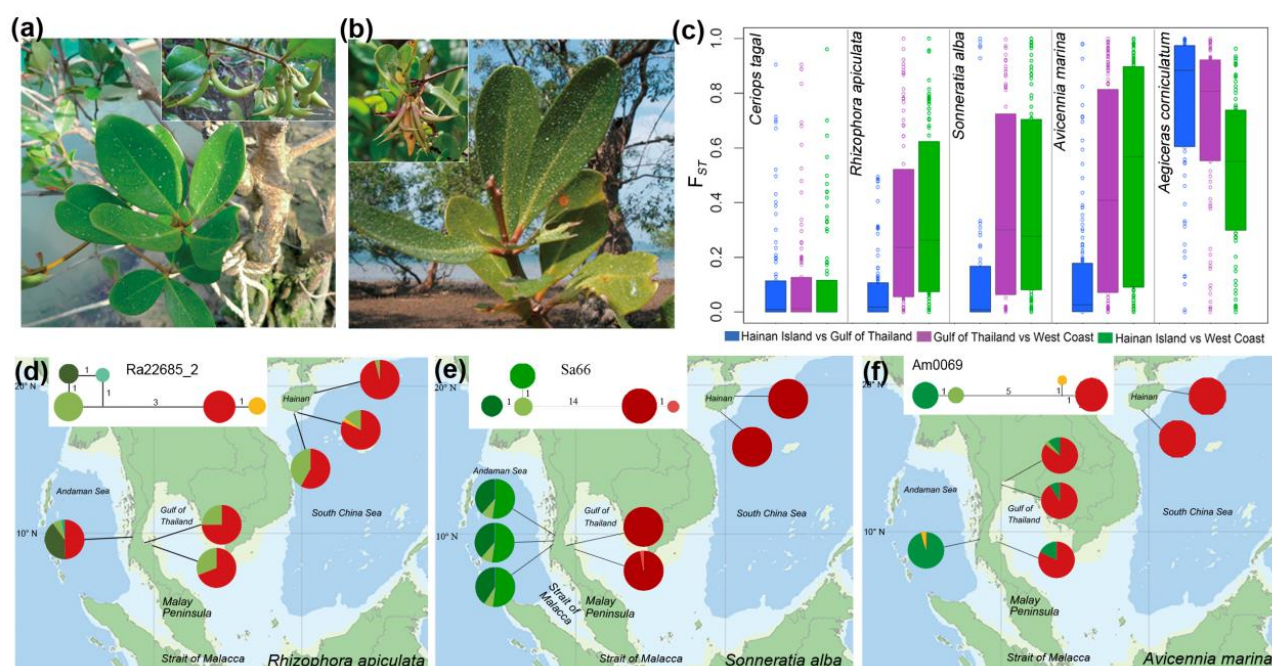 (a)
(b)
(c)
F_ST
1.0
0.8
0.6
0.4
0.2
0.0
Ceriops tagal
Rhizophora apiculata
Sonneratia alba
Avicennia marina
Aegiceras corniculatum
Hainan Island vs Gulf of Thailand
Gulf of Thailand vs West Coast
Hainan Island vs West Coast
(d)
Ra22685_2
1
1
1
3
1
20° N
Hainan
Andaman Sea
Gulf of
Thailand
South China Sea
10° N
Malay
Peninsula
Strait of Malacca
Rhizophora apiculata
(e)
Sa66
1
1
14
1
20° N
Hainan
Andaman Sea
Gulf of
Thailand
South China Sea
10° N
Strait of
Malacca
Malay
Peninsula
Strait of Malacca
Sonneratia alba
(f)
Am0069
1
5
1
1
20° N
Hainan
Andaman Sea
Gulf of
Thailand
South China Sea
10° N
Malay
Peninsula
Strait of Malacca
Avicennia marina